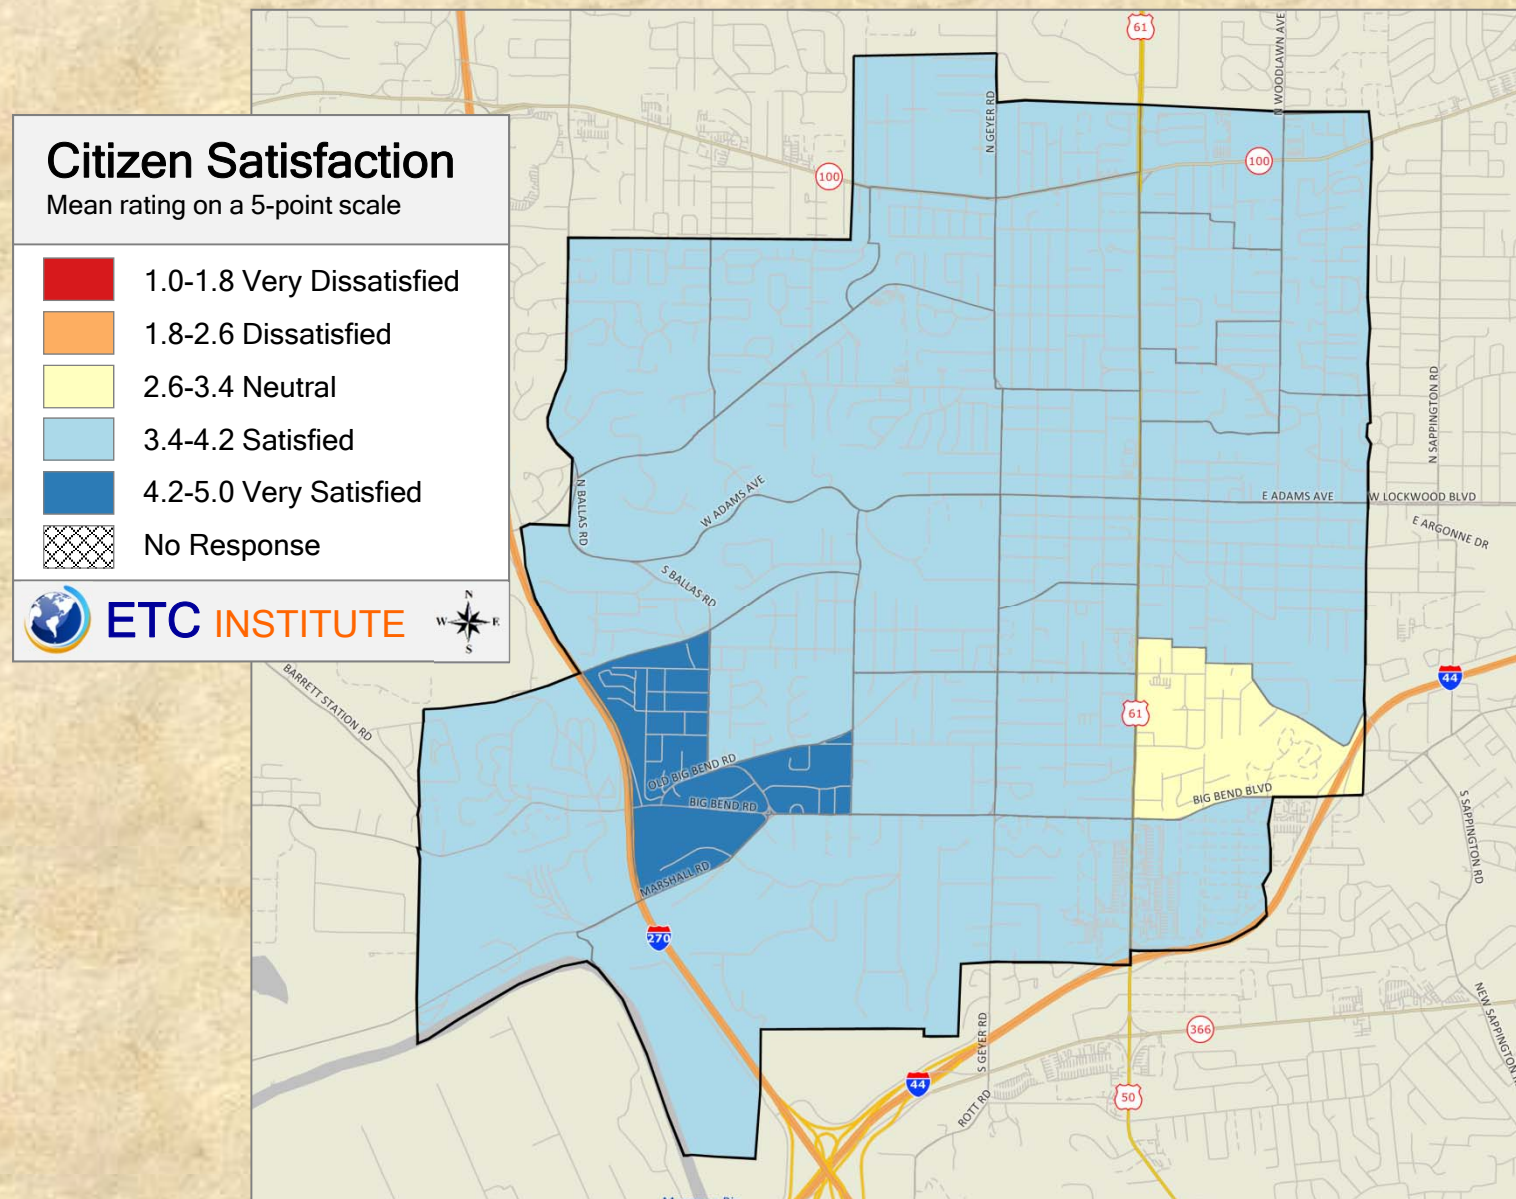 Citizen Satisfaction
Mean rating on a 5-point scale
1.0-1.8 Very Dissatisfied
1.8-2.6 Dissatisfied
2.6-3.4 Neutral
3.4-4.2 Satisfied
4.2-5.0 Very Satisfied
No Response
ETC INSTITUTE
N
W E
S
61
N WOODLAWN AVE
N GEYER RD
100
100
N SAPPINGTON RD
N BALLAS RD
W ADAMS AVE
E ADAMS AVE
W LOCKWOOD BLVD
E ARGONNE DR
S BALLAS RD
BARRETT STATION RD
44
61
OLD BIG BEND RD
BIG BEND RD
BIG BEND BLVD
S SAPPINGTON RD
MARSHALL RD
270
NEW SAPPINGTON
S GEYER RD
366
44
50
ROTT RD